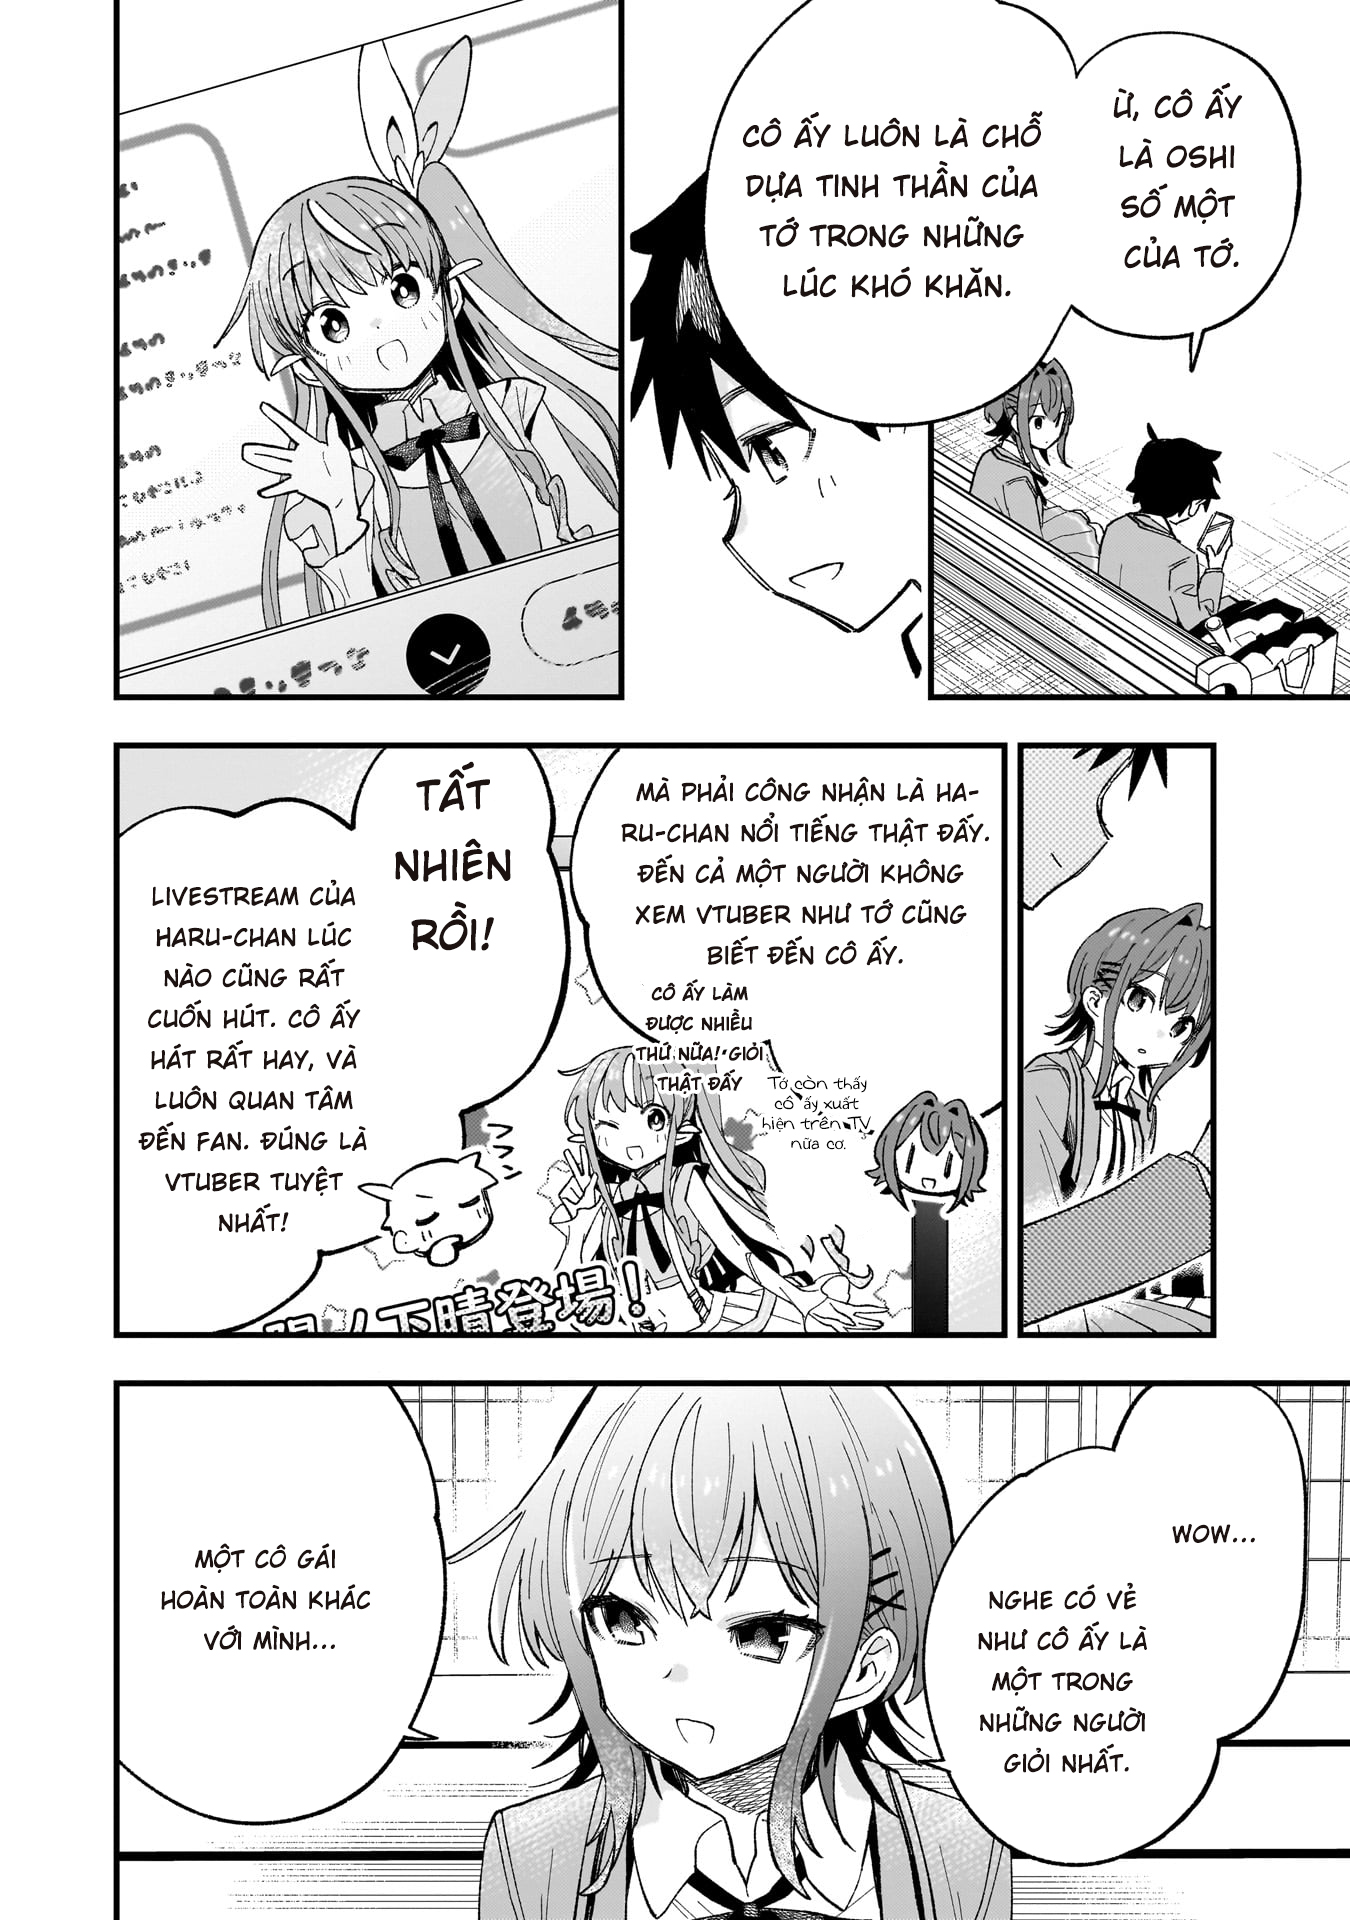 Ừ, CÔ ẤY
LÀ OSHI
SỐ MỘT
CỦA TỚ.
CÔ ẤY LUÔN LÀ CHỖ
DỰA TINH THẦN CỦA
TỚ TRONG NHỮNG
LÚC KHÓ KHĂN.
MÀ PHẢI CÔNG NHẬN LÀ HA-
RU-CHAN NỔI TIẾNG THẬT ĐẤY.
ĐẾN CẢ MỘT NGƯỜI KHÔNG
XEM VTUBER NHƯ TỚ CŨNG
BIẾT ĐẾN CÔ ẤY.
CÔ ẤY LÀM
ĐƯỢC NHIỀU
THỨ NỮA! GIỎI
THẬT ĐẤY
Tớ còn thấy
cô ấy xuất
hiện trên TV
nữa cơ.
TẤT
NHIÊN
RỒI!
LIVESTREAM CỦA
HARU-CHAN LÚC
NÀO CŨNG RẤT
CUỐN HÚT. CÔ ẤY
HÁT RẤT HAY, VÀ
LUÔN QUAN TÂM
ĐẾN FAN. ĐÚNG LÀ
VTUBER TUYỆT
NHẤT!
ノ下晴登場!
WOW...
NGHE CÓ VẺ
NHƯ CÔ ẤY LÀ
MỘT TRONG
NHỮNG NGƯỜI
GIỎI NHẤT.
MỘT CÔ GÁI
HOÀN TOÀN KHÁC
VỚI MÌNH...